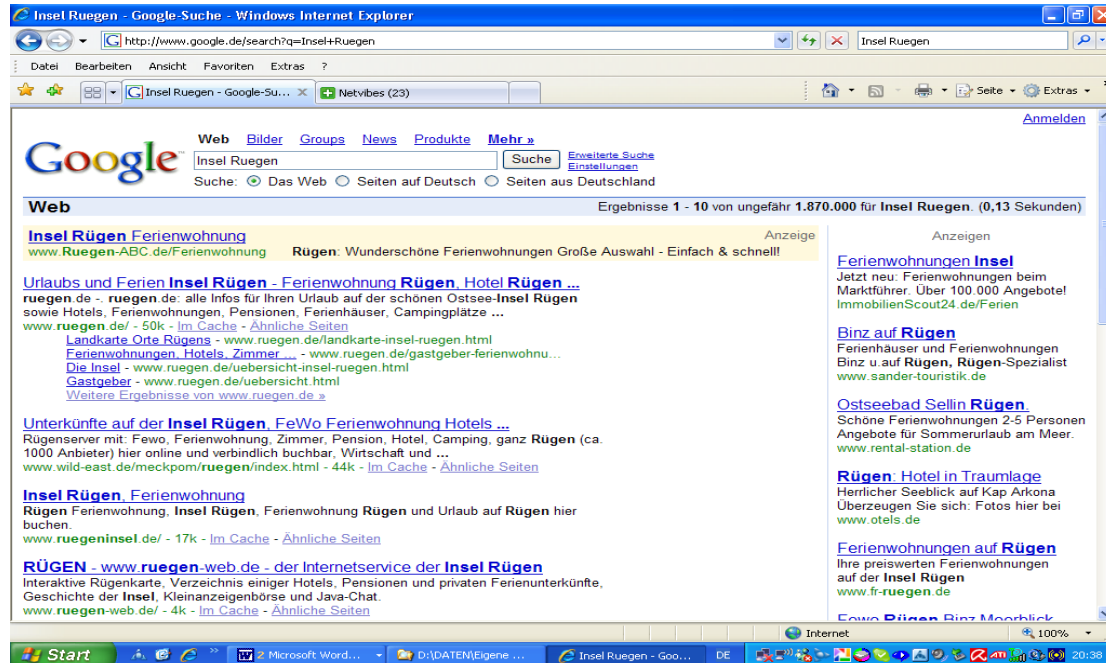 Insel Ruegen - Google-Suche - Windows Internet Explorer
http://www.google.de/search?q=Insel+Ruegen
Insel Ruegen
Datei Bearbeiten Ansicht Favoriten Extras ?
Insel Ruegen - Google-Su... Netvibes (23)
Seite Extras
Anmelden
Web Bilder Groups News Produkte Mehr »
Google
Insel Ruegen
Suche
Erweiterte Suche
Einstellungen
Suche: Das Web Seiten auf Deutsch Seiten aus Deutschland
Web
Ergebnisse 1 - 10 von ungefähr 1.870.000 für Insel Ruegen. (0,13 Sekunden)
Insel Rügen Ferienwohnung
Anzeige
www.Ruegen-ABC.de/Ferienwohnung Rügen: Wunderschöne Ferienwohnungen Große Auswahl - Einfach & schnell!
Urlaubs und Ferien Insel Rügen - Ferienwohnung Rügen, Hotel Rügen ...
ruegen.de -. ruegen.de: alle Infos für Ihren Urlaub auf der schönen Ostsee-Insel Rügen
sowie Hotels, Ferienwohnungen, Pensionen, Ferienhäuser, Campingplätze ...
www.ruegen.de/ - 50k - Im Cache - Ähnliche Seiten
Landkarte Orte Rügens - www.ruegen.de/landkarte-insel-ruegen.html
Ferienwohnungen, Hotels, Zimmer ... - www.ruegen.de/gastgeber-ferienwohnu...
Die Insel - www.ruegen.de/uebersicht-insel-ruegen.html
Gastgeber - www.ruegen.de/uebersicht.html
Weitere Ergebnisse von www.ruegen.de »
Unterkünfte auf der Insel Rügen, FeWo Ferienwohnung Hotels ...
Rügenserver mit: Fewo, Ferienwohnung, Zimmer, Pension, Hotel, Camping, ganz Rügen (ca.
1000 Anbieter) hier online und verbindlich buchbar, Wirtschaft und ...
www.wild-east.de/meckpom/ruegen/index.html - 44k - Im Cache - Ähnliche Seiten
Insel Rügen, Ferienwohnung
Rügen Ferienwohnung, Insel Rügen, Ferienwohnung Rügen und Urlaub auf Rügen hier
buchen.
www.ruegeninsel.de/ - 17k - Im Cache - Ähnliche Seiten
RÜGEN - www.ruegen-web.de - der Internetservice der Insel Rügen
Interaktive Rügenkarte, Verzeichnis einiger Hotels, Pensionen und privaten Ferienunterkünfte,
Geschichte der Insel, Kleinanzeigenbörse und Java-Chat.
www.ruegen-web.de/ - 4k - Im Cache - Ähnliche Seiten
Anzeigen
Ferienwohnungen Insel
Jetzt neu: Ferienwohnungen beim
Marktführer. Über 100.000 Angebote!
ImmobilienScout24.de/Ferien
Binz auf Rügen
Ferienhäuser und Ferienwohnungen
Binz u.auf Rügen, Rügen-Spezialist
www.sander-touristik.de
Ostseebad Sellin Rügen.
Schöne Ferienwohnungen 2-5 Personen
Angebote für Sommerurlaub am Meer.
www.rental-station.de
Rügen: Hotel in Traumlage
Herrlicher Seeblick auf Kap Arkona
Überzeugen Sie sich: Fotos hier bei
www.otels.de
Ferienwohnungen auf Rügen
Ihre preiswerten Ferienwohnungen
auf der Insel Rügen
www.fr-ruegen.de
Fewo Rügen Binz Meerblick
Internet 100%
Start 2 Microsoft Word... D:\DATEN\Eigene ... Insel Ruegen - Goo... DE 20:38